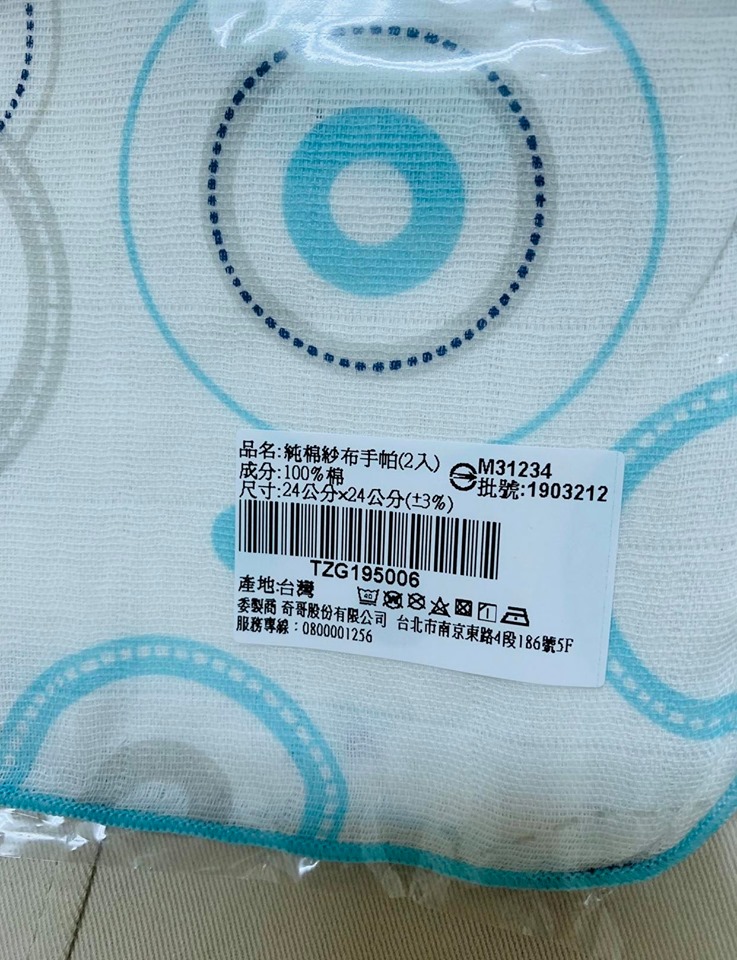 品名:純棉紗布手帕(2入)
成分:100%棉
尺寸:24公分×24公分(±3%)
M31234
批號:1903212
TZG195006
產地:台灣
40
委製商 奇哥股份有限公司 台北市南京東路4段186號5F
服務專線：0800001256